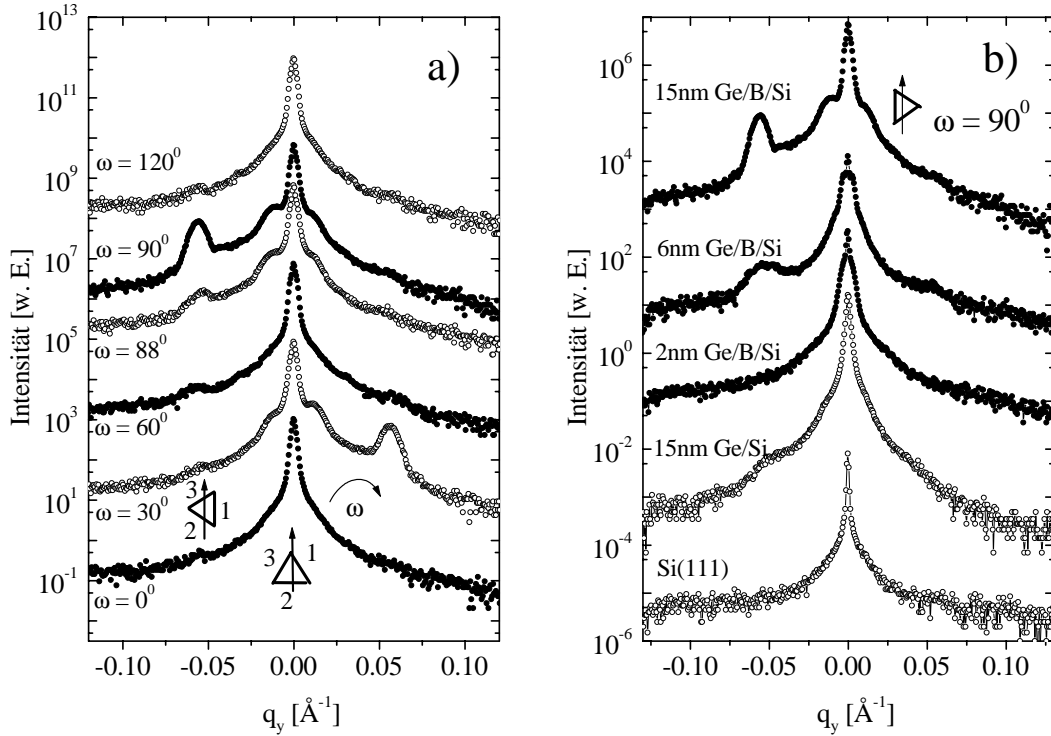 a)
10^13
10^11
10^9
10^7
10^5
10^3
10^1
10^-1
Intensität [w. E.]
ω = 120^0
ω = 90^0
ω = 88^0
ω = 60^0
ω = 30^0
ω = 0^0
3
1
2
ω
3
1
2
-0.10
-0.05
0.00
0.05
0.10
q_y [Å^-1]
b)
10^6
10^4
10^2
10^0
10^-2
10^-4
10^-6
Intensität [w. E.]
15nm Ge/B/Si
ω = 90^0
6nm Ge/B/Si
2nm Ge/B/Si
15nm Ge/Si
Si(111)
-0.10
-0.05
0.00
0.05
0.10
q_y [Å^-1]